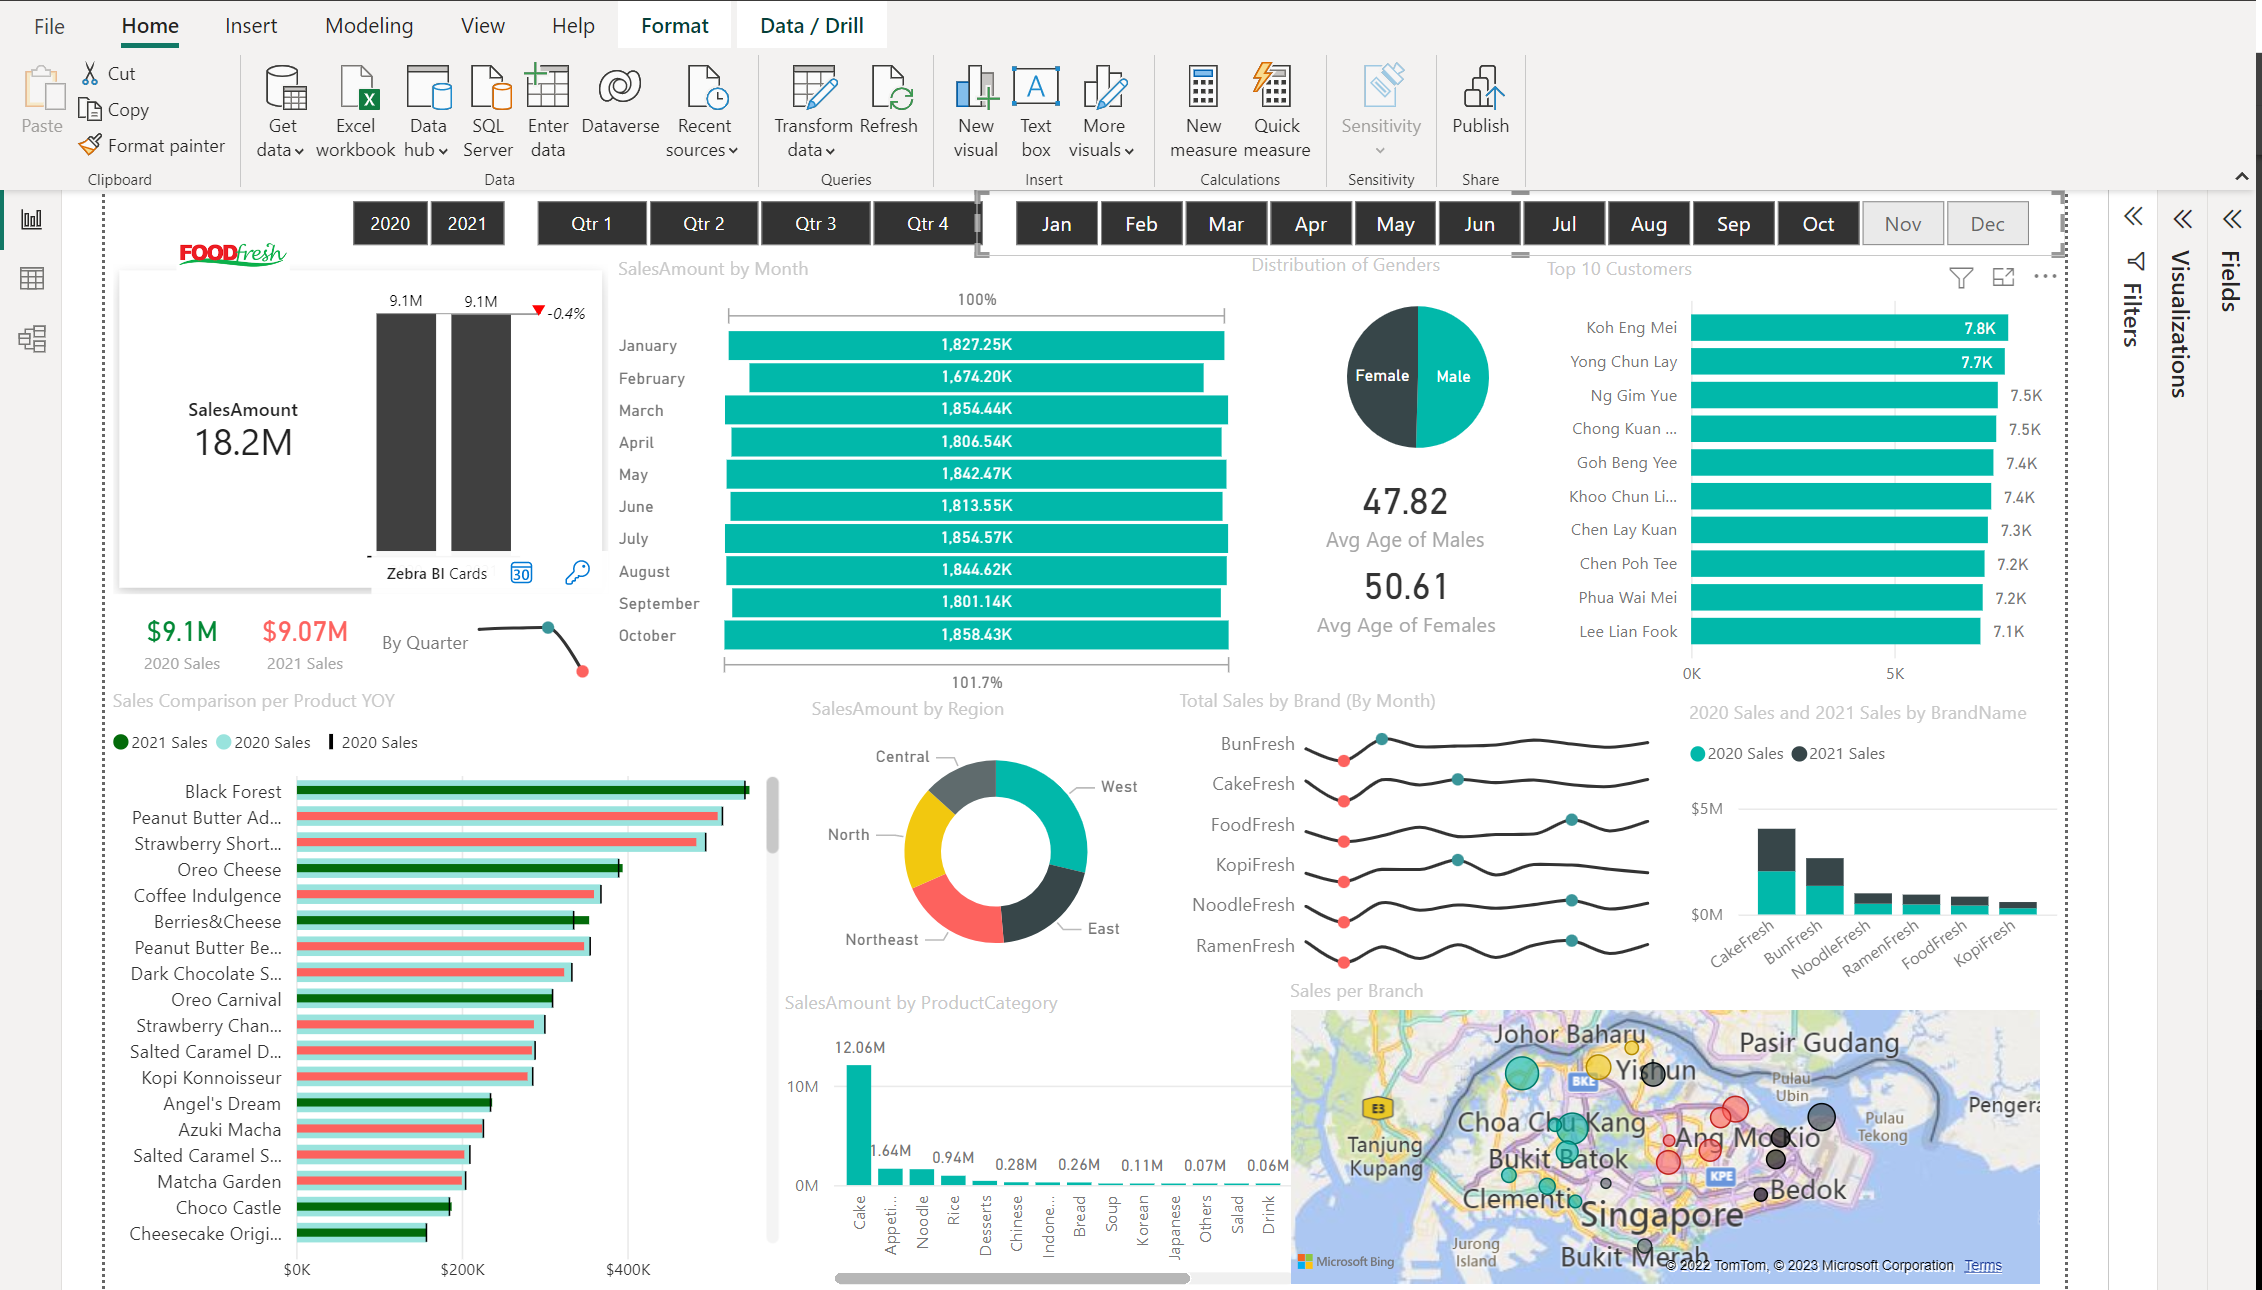 File Home Insert Modeling View Help Format Data / Drill
Paste
Cut
Copy
Format painter
Clipboard
Get data
Excel workbook
Data hub
SQL Server
Enter data
Dataverse
Recent sources
Data
Transform data
Refresh
Queries
New visual
Text box
More visuals
Insert
New measure
Quick measure
Calculations
Sensitivity
Sensitivity
Publish
Share
2020 2021 Qtr 1 Qtr 2 Qtr 3 Qtr 4 Jan Feb Mar Apr May Jun Jul Aug Sep Oct Nov Dec
Filters
Visualizations
Fields
FOODfresh
SalesAmount
18.2M
9.1M 9.1M -0.4%
Zebra BI Cards 30
$9.1M
2020 Sales
$9.07M
2021 Sales
By Quarter
SalesAmount by Month
100%
January 1,827.25K
February 1,674.20K
March 1,854.44K
April 1,806.54K
May 1,842.47K
June 1,813.55K
July 1,854.57K
August 1,844.62K
September 1,801.14K
October 1,858.43K
101.7%
Distribution of Genders
Female Male
47.82
Avg Age of Males
50.61
Avg Age of Females
Top 10 Customers
Koh Eng Mei 7.8K
Yong Chun Lay 7.7K
Ng Gim Yue 7.5K
Chong Kuan ... 7.5K
Goh Beng Yee 7.4K
Khoo Chun Li... 7.4K
Chen Lay Kuan 7.3K
Chen Poh Tee 7.2K
Phua Wai Mei 7.2K
Lee Lian Fook 7.1K
0K 5K
Sales Comparison per Product YOY
2021 Sales 2020 Sales 2020 Sales
Black Forest
Peanut Butter Ad...
Strawberry Short...
Oreo Cheese
Coffee Indulgence
Berries&Cheese
Peanut Butter Be...
Dark Chocolate S...
Oreo Carnival
Strawberry Chan...
Salted Caramel D...
Kopi Konnoisseur
Angel's Dream
Azuki Macha
Salted Caramel S...
Matcha Garden
Choco Castle
Cheesecake Origi...
$0K $200K $400K
SalesAmount by Region
Central
West
North
Northeast
East
Total Sales by Brand (By Month)
BunFresh
CakeFresh
FoodFresh
KopiFresh
NoodleFresh
RamenFresh
2020 Sales and 2021 Sales by BrandName
2020 Sales 2021 Sales
$5M
$0M
CakeFresh BunFresh NoodleFresh RamenFresh FoodFresh KopiFresh
SalesAmount by ProductCategory
12.06M 1.64M 0.94M 0.28M 0.26M 0.11M 0.07M 0.06M
10M
0M
Cake Appeti... Noodle Rice Desserts Chinese Indone... Bread Soup Korean Japanese Others Salad Drink
Sales per Branch
Johor Baharu
Pasir Gudang
BKE
Yishun
Pulau Ubin
E3
Pengera
Choa Chu Kang
Pulau Tekong
Tanjung Kupang
Ang Mo Kio
Bukit Batok
KPE
Bedok
Clementi
Singapore
Jurong Island
Bukit Merah
Microsoft Bing
© 2022 TomTom, © 2023 Microsoft Corporation Terms